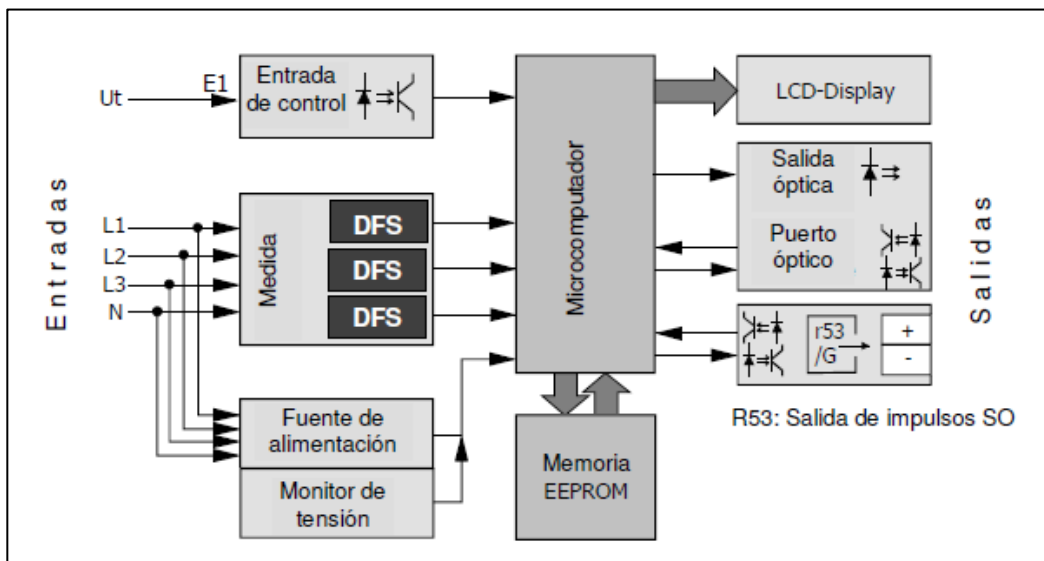 Entradas
Ut
E1
Entrada
de control
L1
L2
L3
N
Medida
DFS
DFS
DFS
Fuente de
alimentación
Monitor de
tensión
Microcomputador
Memoria
EEPROM
LCD-Display
Salida
óptica
Puerto
óptico
r53
/G
+
-
R53: Salida de impulsos SO
Salidas